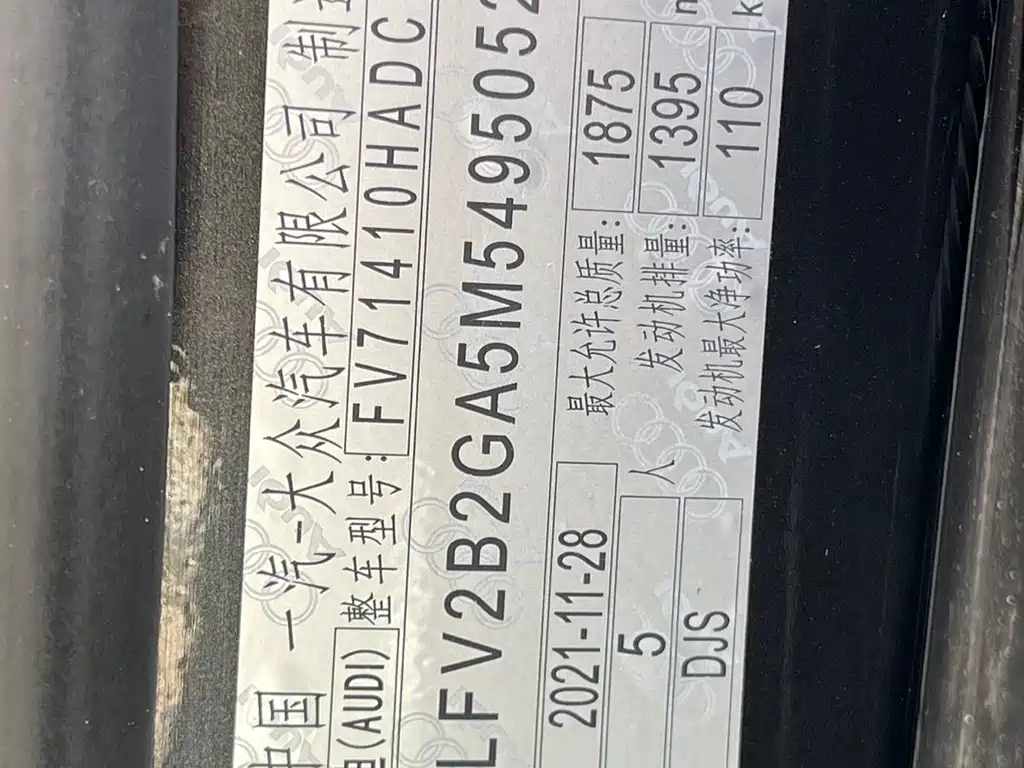 中国 一汽-大众汽车有限公司 制
迪(AUDI) 整车型号: FV71410HADC
LFV2B2GA5M549505
2021-11-28 最大允许总质量: 1875
5 人 发动机排量: 1395
DJS 发动机最大净功率: 110 k